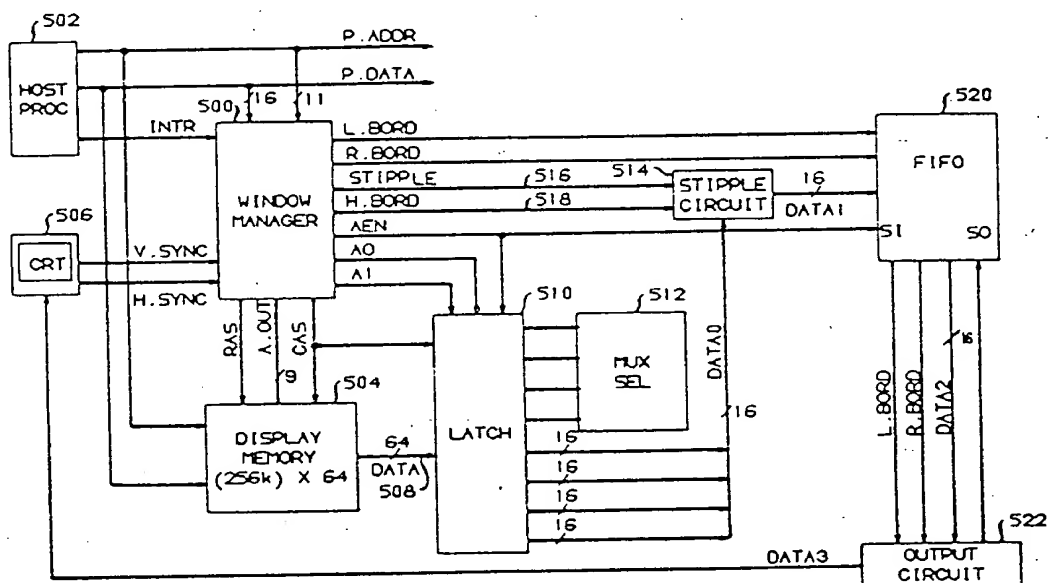 502
P.ADDR
P.DATA
HOST
PROC
16
11
500
INTR
L.BORD
520
R.BORD
FIFO
STIPPLE
516
514
STIPPLE
CIRCUIT
16
DATA1
H.BORD
518
WINDOW
MANAGER
506
AEN
SI
SO
CRT
V.SYNC
A0
H.SYNC
A1
510
512
RAS
A.OUT
CAS
MUX
SEL
DATA0
L.BORD
R.BORD
DATA2
16
9
504
LATCH
16
DISPLAY
MEMORY
(256k) X 64
64
DATA
508
16
16
16
16
522
DATA3
OUTPUT
CIRCUIT